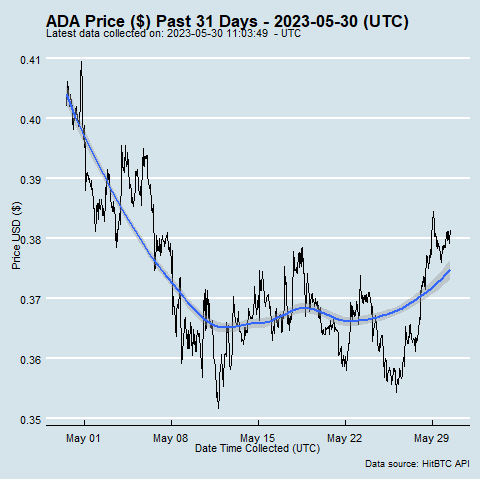 ADA Price ($) Past 31 Days - 2023-05-30 (UTC)
Latest data collected on: 2023-05-30 11:03:49 - UTC
0.41
0.40
0.39
0.38
0.37
0.36
0.35
Price USD ($)
May 01
May 08
May 15
May 22
May 29
Date Time Collected (UTC)
Data source: HitBTC API